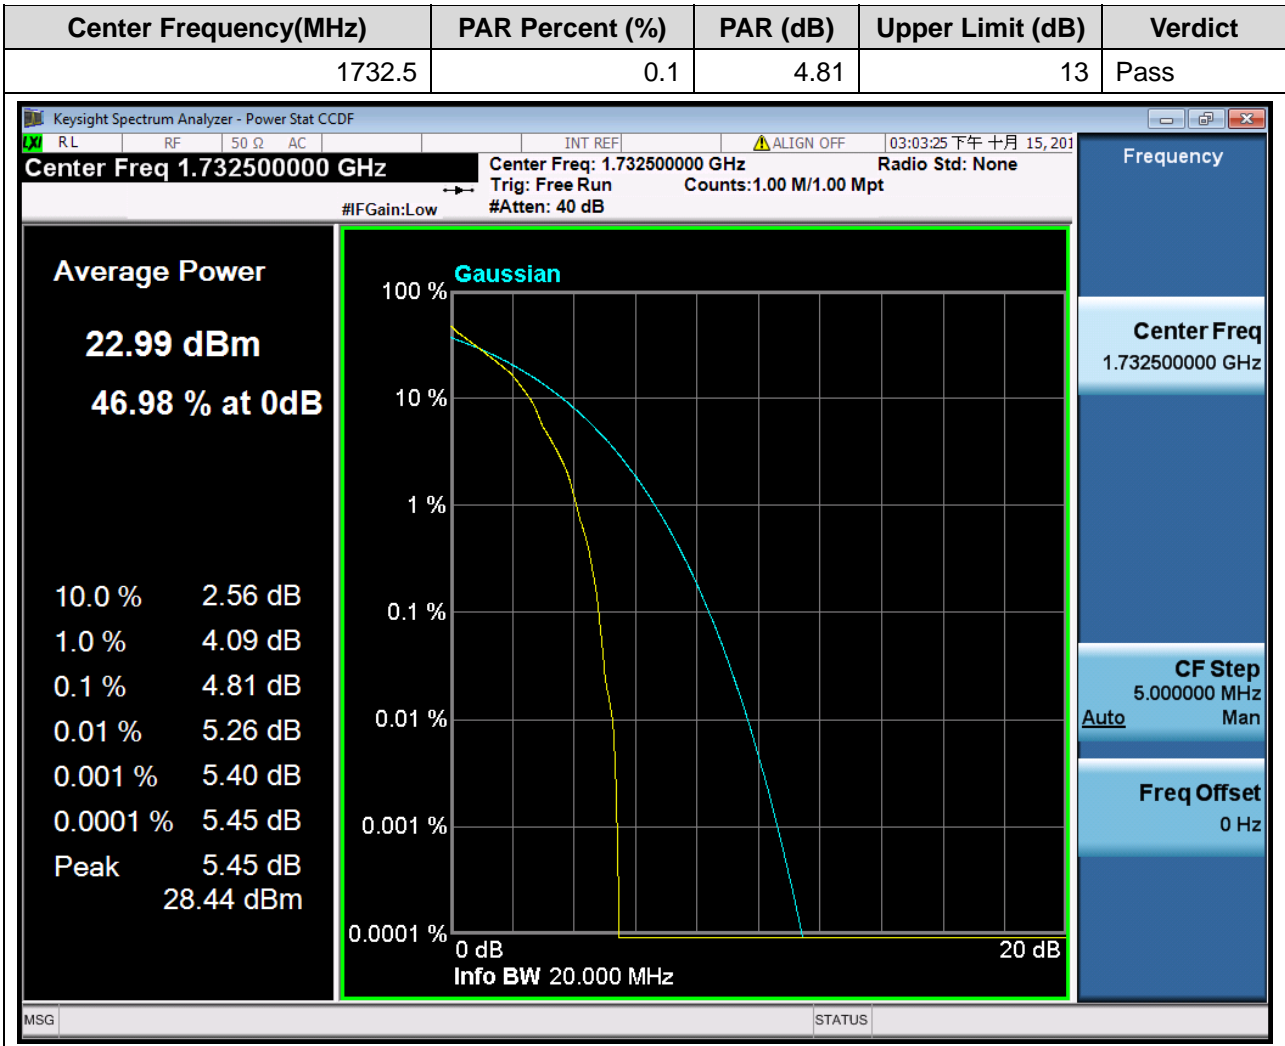 Center Frequency(MHz) PAR Percent (%) PAR (dB) Upper Limit (dB) Verdict
1732.5 0.1 4.81 13 Pass
Keysight Spectrum Analyzer - Power Stat CCDF
LXI RL RF 50 Ω AC INT REF ALIGN OFF 03:03:25 下午 十月 15, 201
Center Freq 1.732500000 GHz
Center Freq: 1.732500000 GHz Radio Std: None
Trig: Free Run Counts:1.00 M/1.00 Mpt
#IFGain:Low #Atten: 40 dB
Average Power
22.99 dBm
46.98 % at 0dB
10.0 % 2.56 dB
1.0 % 4.09 dB
0.1 % 4.81 dB
0.01 % 5.26 dB
0.001 % 5.40 dB
0.0001 % 5.45 dB
Peak 5.45 dB
28.44 dBm
Gaussian
100 %
10 %
1 %
0.1 %
0.01 %
0.001 %
0.0001 %
0 dB 20 dB
Info BW 20.000 MHz
Frequency
Center Freq
1.732500000 GHz
CF Step
5.000000 MHz
Auto Man
Freq Offset
0 Hz
MSG STATUS